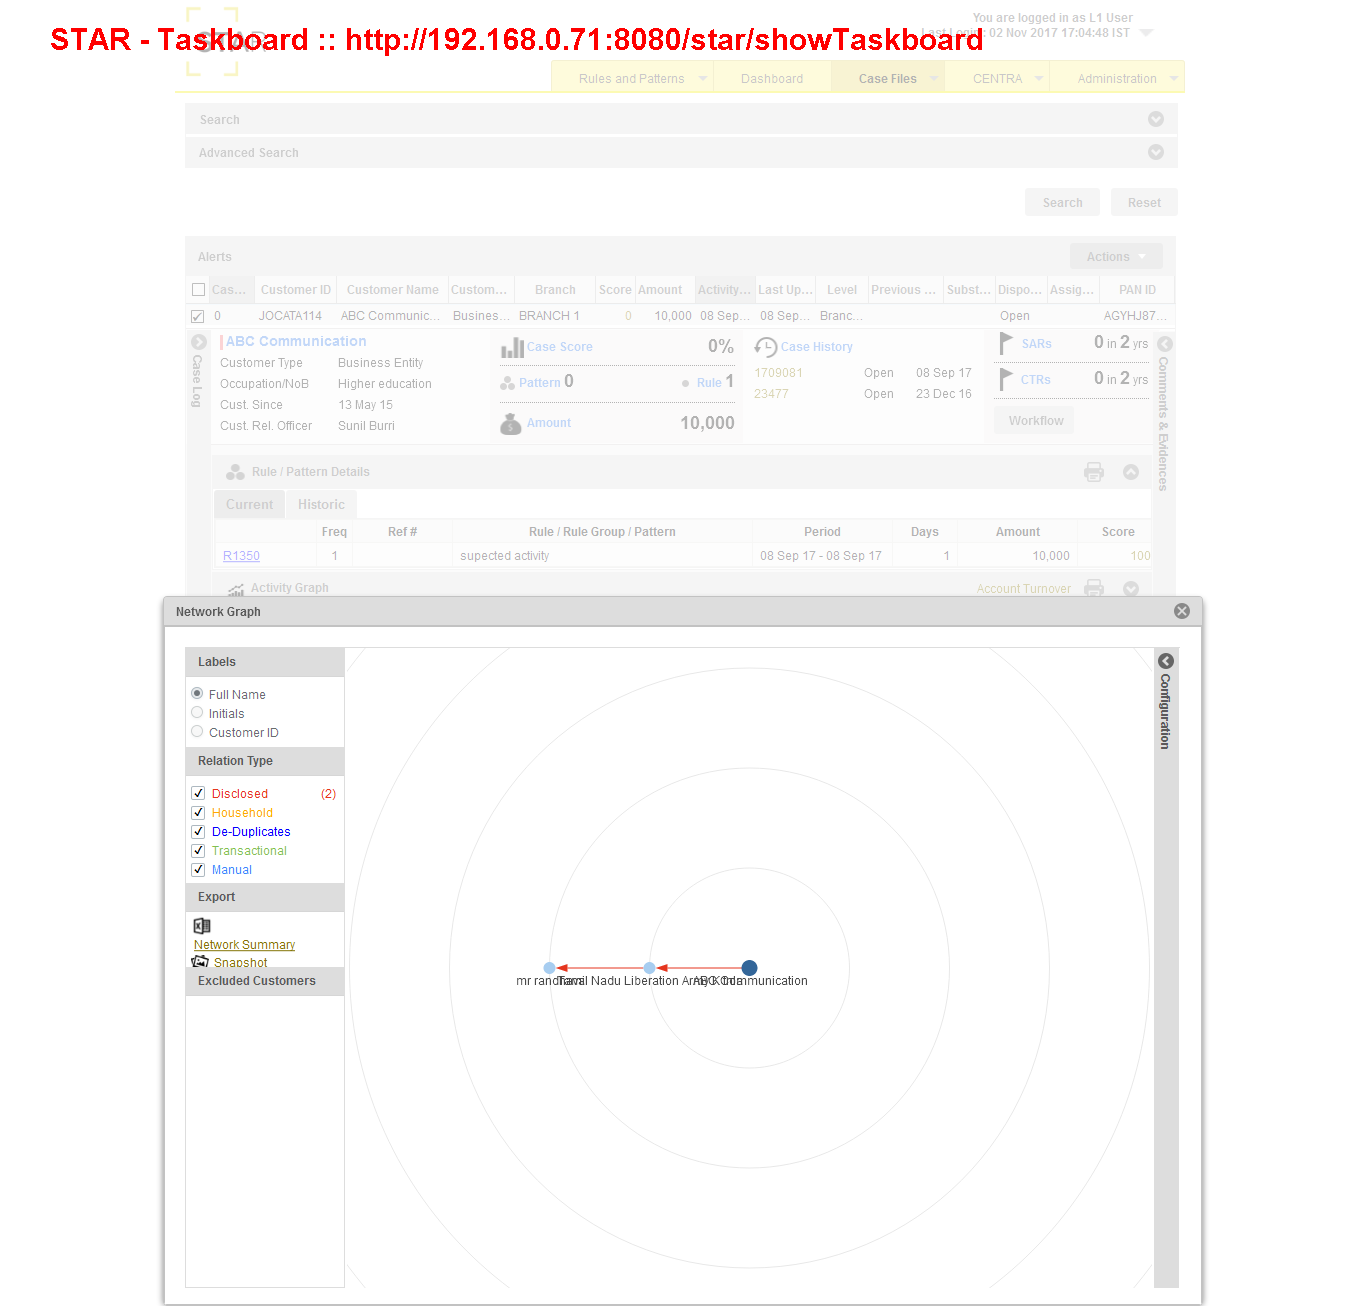 You are logged in as L1 User
STAR - Taskboard :: http://192.168.0.71:8080/star/showTaskboard
STAR
Last Login : 02 Nov 2017 17:04:48 IST
Rules and Patterns Dashboard Case Files CENTRA Administration
Search
Advanced Search
Search Reset
Alerts Actions
Cas... Customer ID Customer Name Custom... Branch Score Amount Activity... Last Up... Level Previous ... Subst... Dispo... Assig... PAN ID
0 JOCATA114 ABC Communic... Busines... BRANCH 1 0 10,000 08 Sep... 08 Sep... Branc... Open AGYHJ87...
Case Log
ABC Communication
Customer Type Business Entity
Occupation/NoB Higher education
Cust. Since 13 May 15
Cust. Rel. Officer Sunil Burri
Case Score 0%
Pattern 0 Rule 1
Amount 10,000
Case History
1709081 Open 08 Sep 17
23477 Open 23 Dec 16
SARs 0 in 2 yrs
CTRs 0 in 2 yrs
Workflow
Comments & Evidences
Rule / Pattern Details
Current Historic
Freq Ref # Rule / Rule Group / Pattern Period Days Amount Score
R1350 1 supected activity 08 Sep 17 - 08 Sep 17 1 10,000 100
Activity Graph Account Turnover
Network Graph
Labels
Full Name
Initials
Customer ID
Relation Type
Disclosed (2)
Household
De-Duplicates
Transactional
Manual
Export
Network Summary
Snapshot
Excluded Customers
mr Tamil Nadu Liberation Army ABC Communication
Configuration